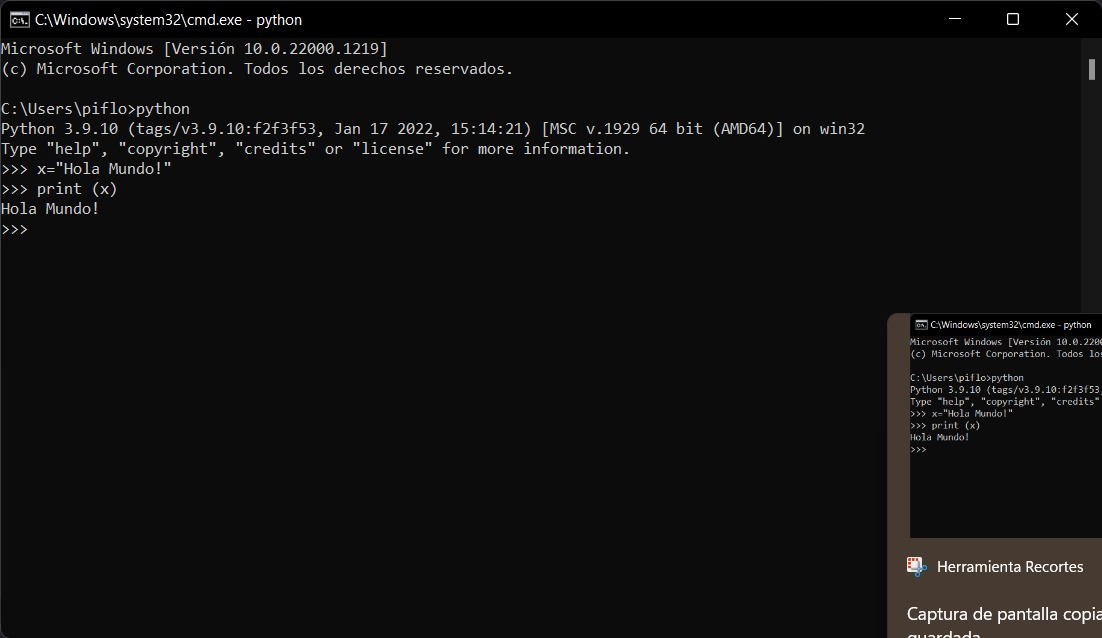 C:\Windows\system32\cmd.exe - python
Microsoft Windows [Versión 10.0.22000.1219]
(c) Microsoft Corporation. Todos los derechos reservados.
C:\Users\piflo>python
Python 3.9.10 (tags/v3.9.10:f2f3f53, Jan 17 2022, 15:14:21) [MSC v.1929 64 bit (AMD64)] on win32
Type "help", "copyright", "credits" or "license" for more information.
>>> x="Hola Mundo!"
>>> print (x)
Hola Mundo!
>>>
C:\Windows\system32\cmd.exe - python
Microsoft Windows [Versión 10.0.220
(c) Microsoft Corporation. Todos los
C:\Users\piflo>python
Python 3.9.10 (tags/v3.9.10:f2f3f53,
Type "help", "copyright", "credits"
>>> x="Hola Mundo!"
>>> print (x)
Hola Mundo!
>>>
Herramienta Recortes
Captura de pantalla copia
guardada